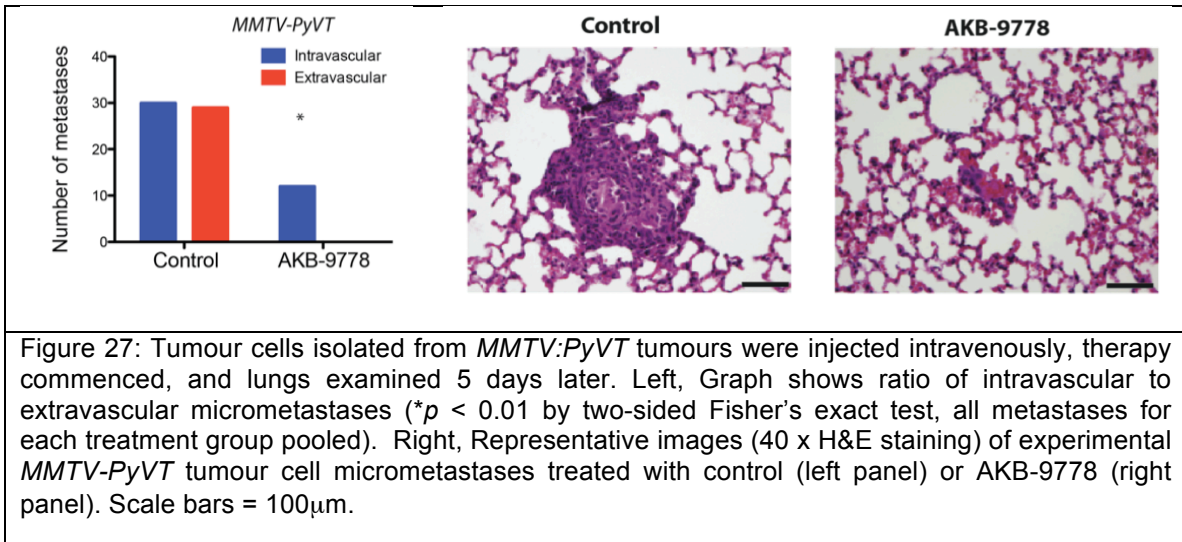 MMTV-PyVT
Control
AKB-9778
Intravascular
Extravascular
Number of metastases
40
30
20
10
0
*
Control
AKB-9778
Figure 27: Tumour cells isolated from MMTV:PyVT tumours were injected intravenously, therapy
commenced, and lungs examined 5 days later. Left, Graph shows ratio of intravascular to
extravascular micrometastases (*p < 0.01 by two-sided Fisher's exact test, all metastases for
each treatment group pooled). Right, Representative images (40 x H&E staining) of experimental
MMTV-PyVT tumour cell micrometastases treated with control (left panel) or AKB-9778 (right
panel). Scale bars = 100μm.